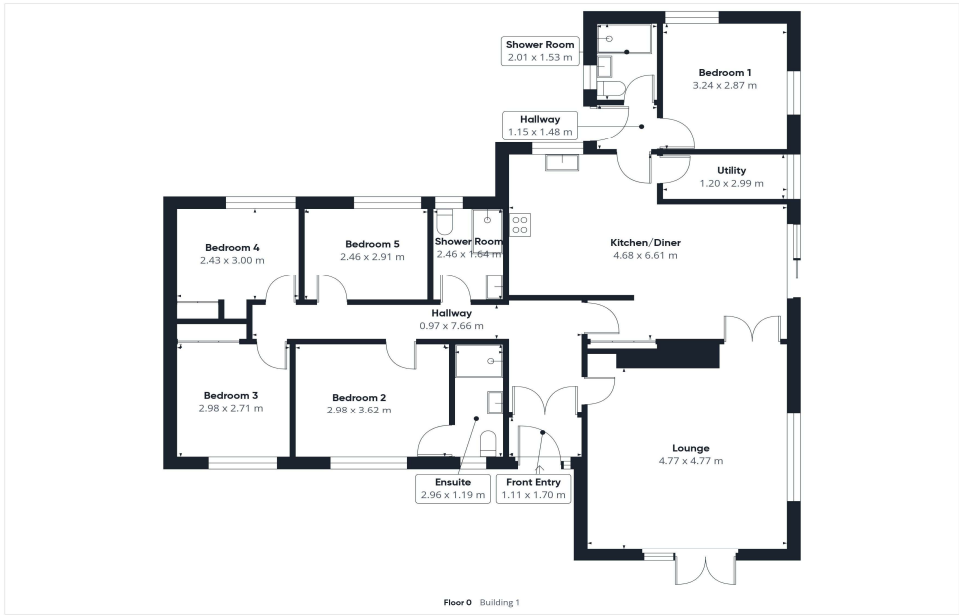 Shower Room
2.01 x 1.53 m
Bedroom 1
3.24 x 2.87 m
Hallway
1.15 x 1.48 m
Utility
1.20 x 2.99 m
Bedroom 4
2.43 x 3.00 m
Bedroom 5
2.46 x 2.91 m
Shower Room
2.46 x 1.64 m
Kitchen/Diner
4.68 x 6.61 m
Hallway
0.97 x 7.66 m
Bedroom 3
2.98 x 2.71 m
Bedroom 2
2.98 x 3.62 m
Lounge
4.77 x 4.77 m
Ensuite
2.96 x 1.19 m
Front Entry
1.11 x 1.70 m
Floor 0 Building 1